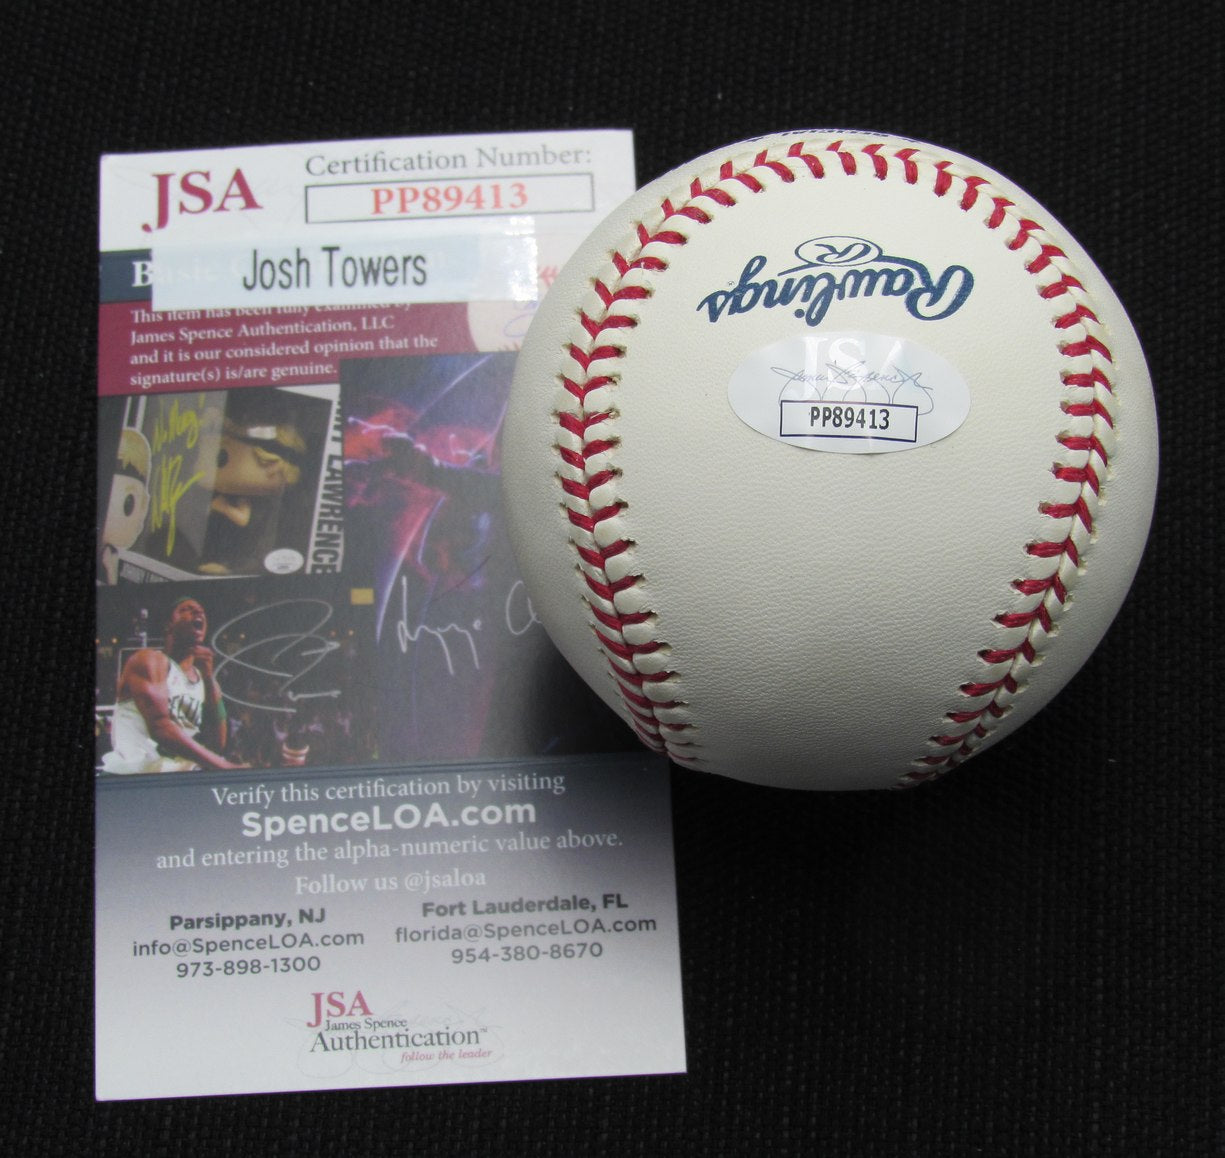 JSA
Certification Number:
PP89413
Josh Towers
This item has been fully examined by
James Spence Authentication, LLC
and it is our considered opinion that the
signature(s) is/are genuine.
LAWRENCE
Verify this certification by visiting
SpenceLOA.com
and entering the alpha-numeric value above.
Follow us @jsaloa
Parsippany, NJ
info@SpenceLOA.com
973-898-1300
Fort Lauderdale, FL
florida@SpenceLOA.com
954-380-8670
JSA
James Spence
Authentication™
follow the leader
Rawlings
R
JSA
PP89413